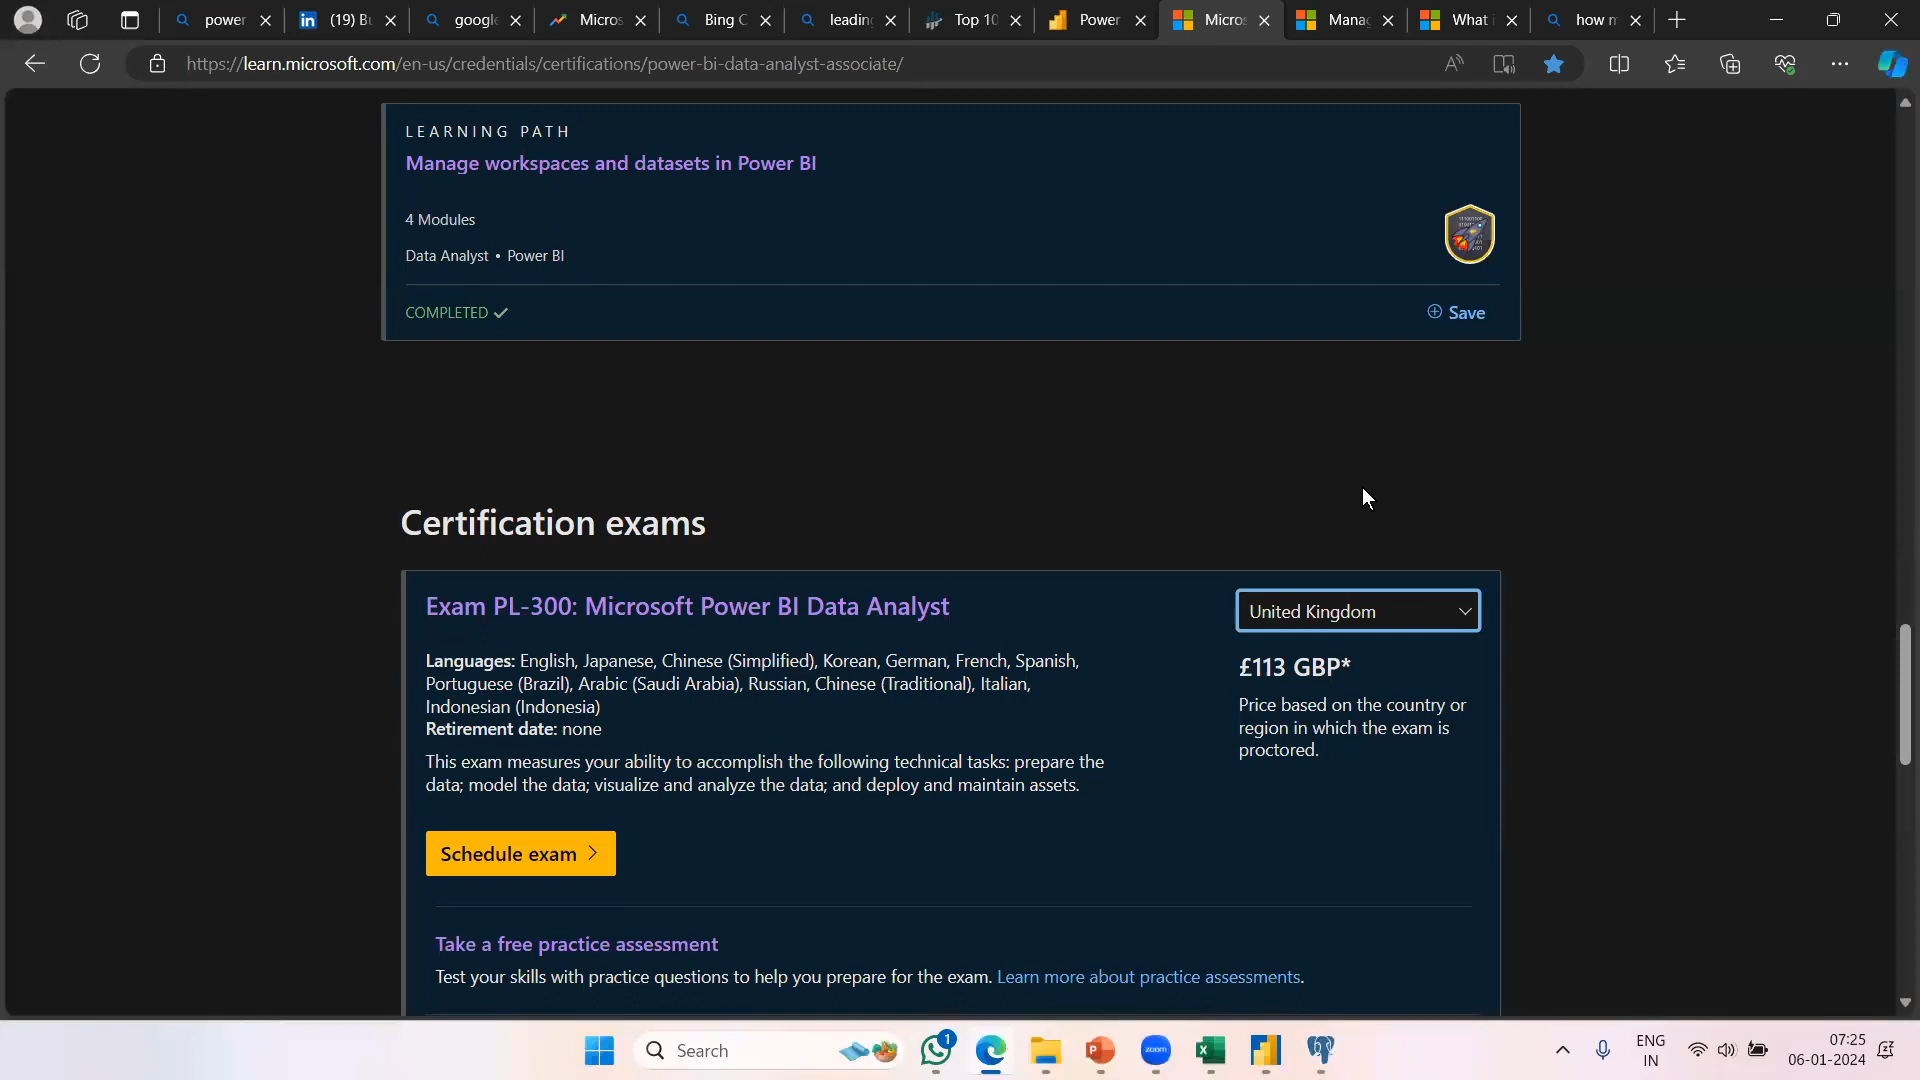 power
(19) Bu
google
Micros
Bing C
leading
Top 10
Power
Micros
Manag
What i
how m
https://learn.microsoft.com/en-us/credentials/certifications/power-bi-data-analyst-associate/
LEARNING PATH
Manage workspaces and datasets in Power BI
4 Modules
Data Analyst • Power BI
COMPLETED
Save
Certification exams
Exam PL-300: Microsoft Power BI Data Analyst
United Kingdom
Languages: English, Japanese, Chinese (Simplified), Korean, German, French, Spanish,
Portuguese (Brazil), Arabic (Saudi Arabia), Russian, Chinese (Traditional), Italian,
Indonesian (Indonesia)
Retirement date: none
£113 GBP*
Price based on the country or
region in which the exam is
proctored.
This exam measures your ability to accomplish the following technical tasks: prepare the
data; model the data; visualize and analyze the data; and deploy and maintain assets.
Schedule exam
Take a free practice assessment
Test your skills with practice questions to help you prepare for the exam. Learn more about practice assessments.
Search
1
zoom
ENG
IN
07:25
06-01-2024